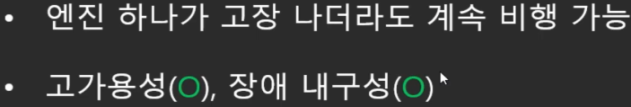 • 엔진 하나가 고장 나더라도 계속 비행 가능
• 고가용성(O), 장애 내구성(O)